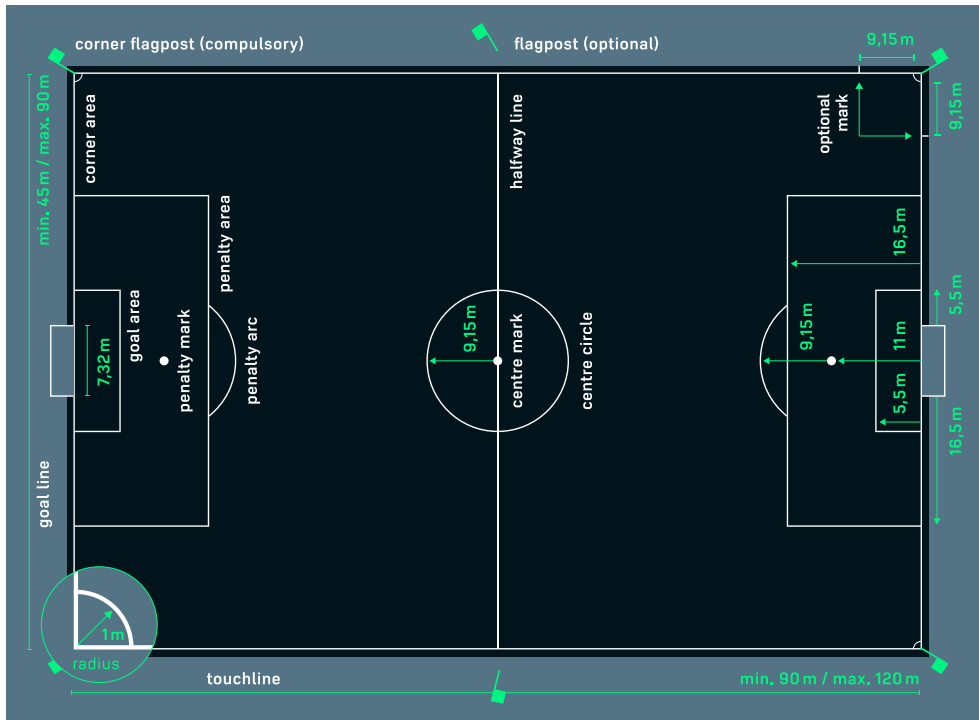 corner flagpost (compulsory)
flagpost (optional)
9,15 m
min. 45 m / max. 90 m
corner area
halfway line
optional
mark
9,15 m
penalty area
16,5 m
5,5 m
goal area
7,32 m
penalty mark
penalty arc
9,15 m
centre mark
centre circle
9,15 m
11 m
5,5 m
16,5 m
goal line
1 m
radius
touchline
min. 90 m / max. 120 m